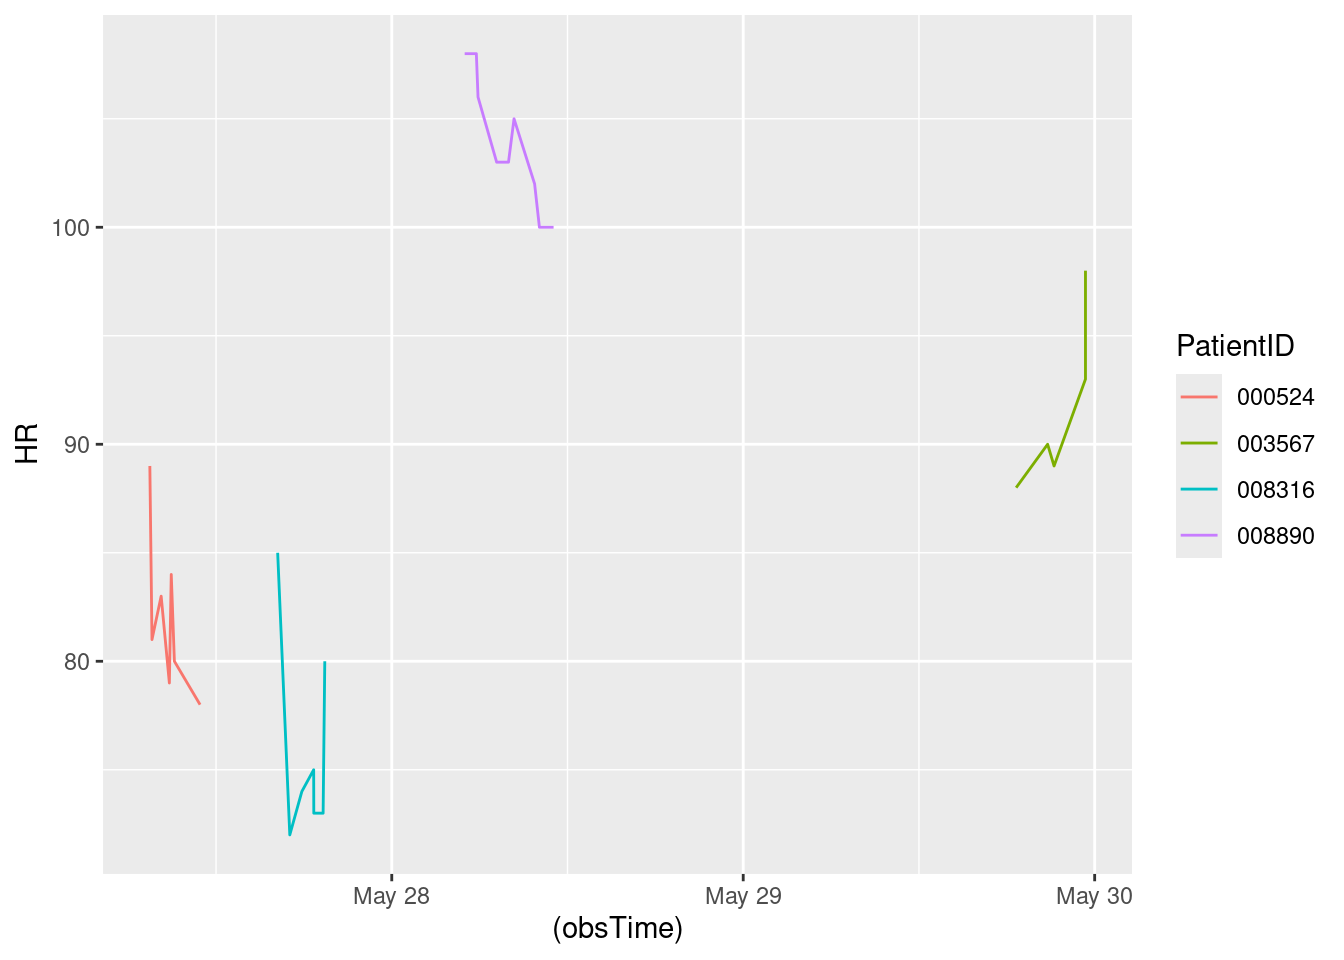 HR
100
90
80
May 28
May 29
May 30
(obsTime)
PatientID
000524
003567
008316
008890